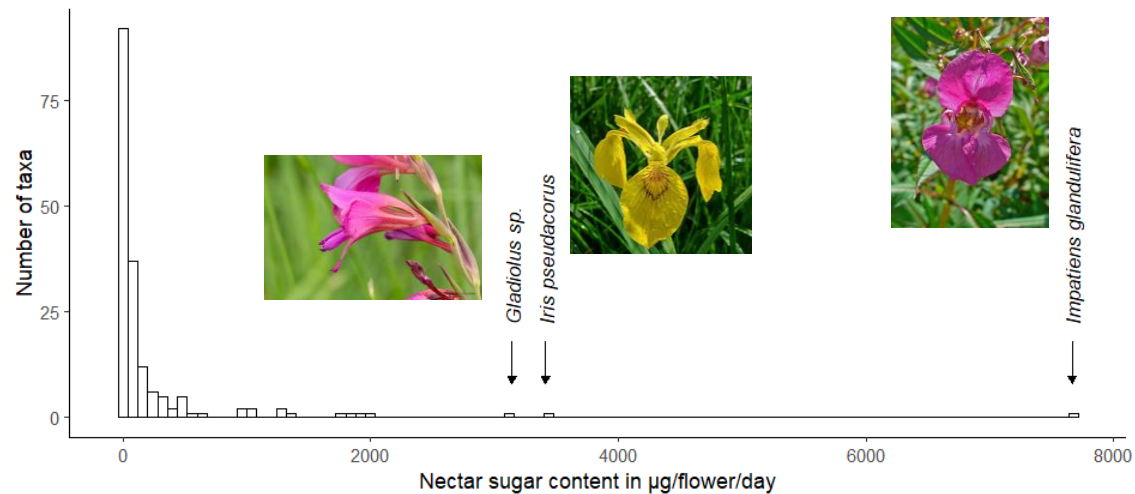 Number of taxa
75
50
25
0
Gladiolus sp.
Iris pseudacorus
Impatiens glandulifera
0
2000
4000
6000
8000
Nectar sugar content in μg/flower/day